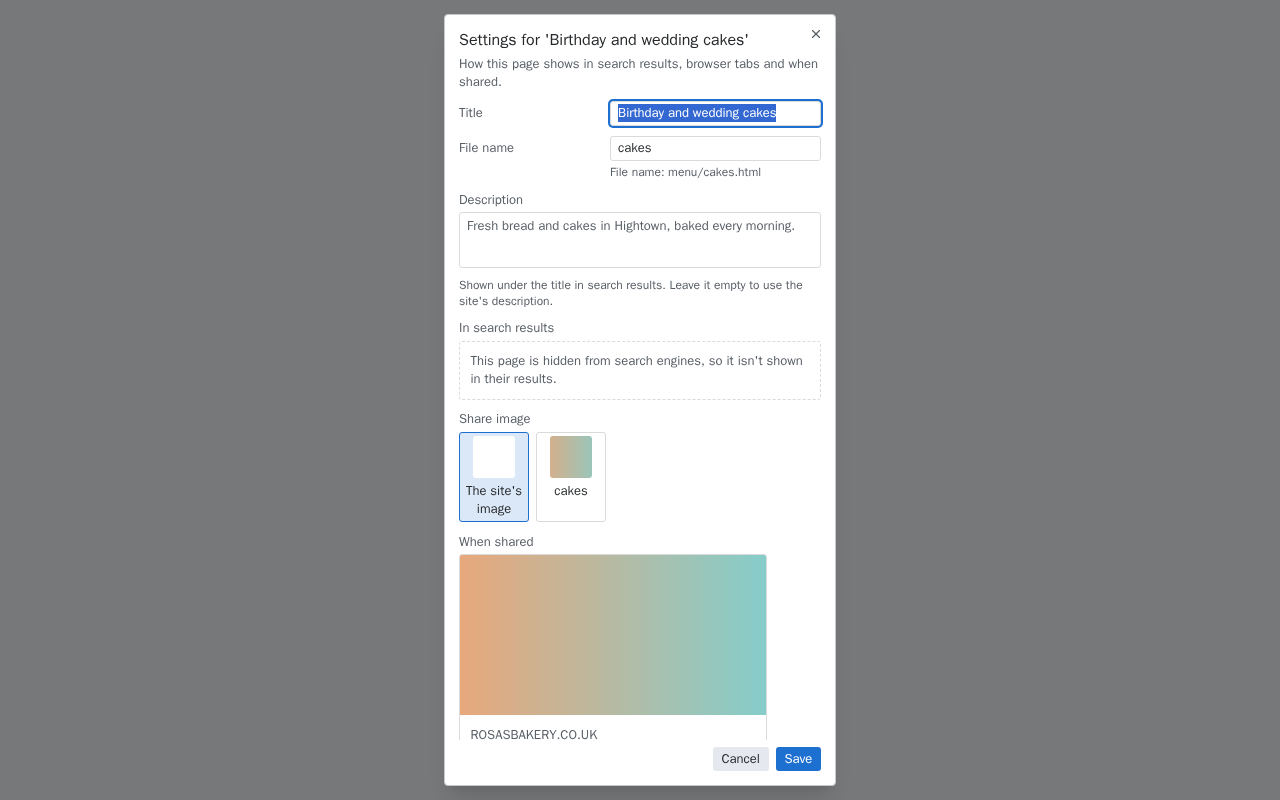 Settings for 'Birthday and wedding cakes'
×
How this page shows in search results, browser tabs and when
shared.
Title
Birthday and wedding cakes
File name
cakes
File name: menu/cakes.html
Description
Fresh bread and cakes in Hightown, baked every morning.
Shown under the title in search results. Leave it empty to use the
site's description.
In search results
This page is hidden from search engines, so it isn't shown
in their results.
Share image
The site's
image
cakes
When shared
ROSASBAKERY.CO.UK
Cancel
Save